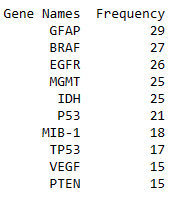 Gene Names Frequency
GFAP 29
BRAF 27
EGFR 26
MGMT 25
IDH 25
P53 21
MIB-1 18
TP53 17
VEGF 15
PTEN 15